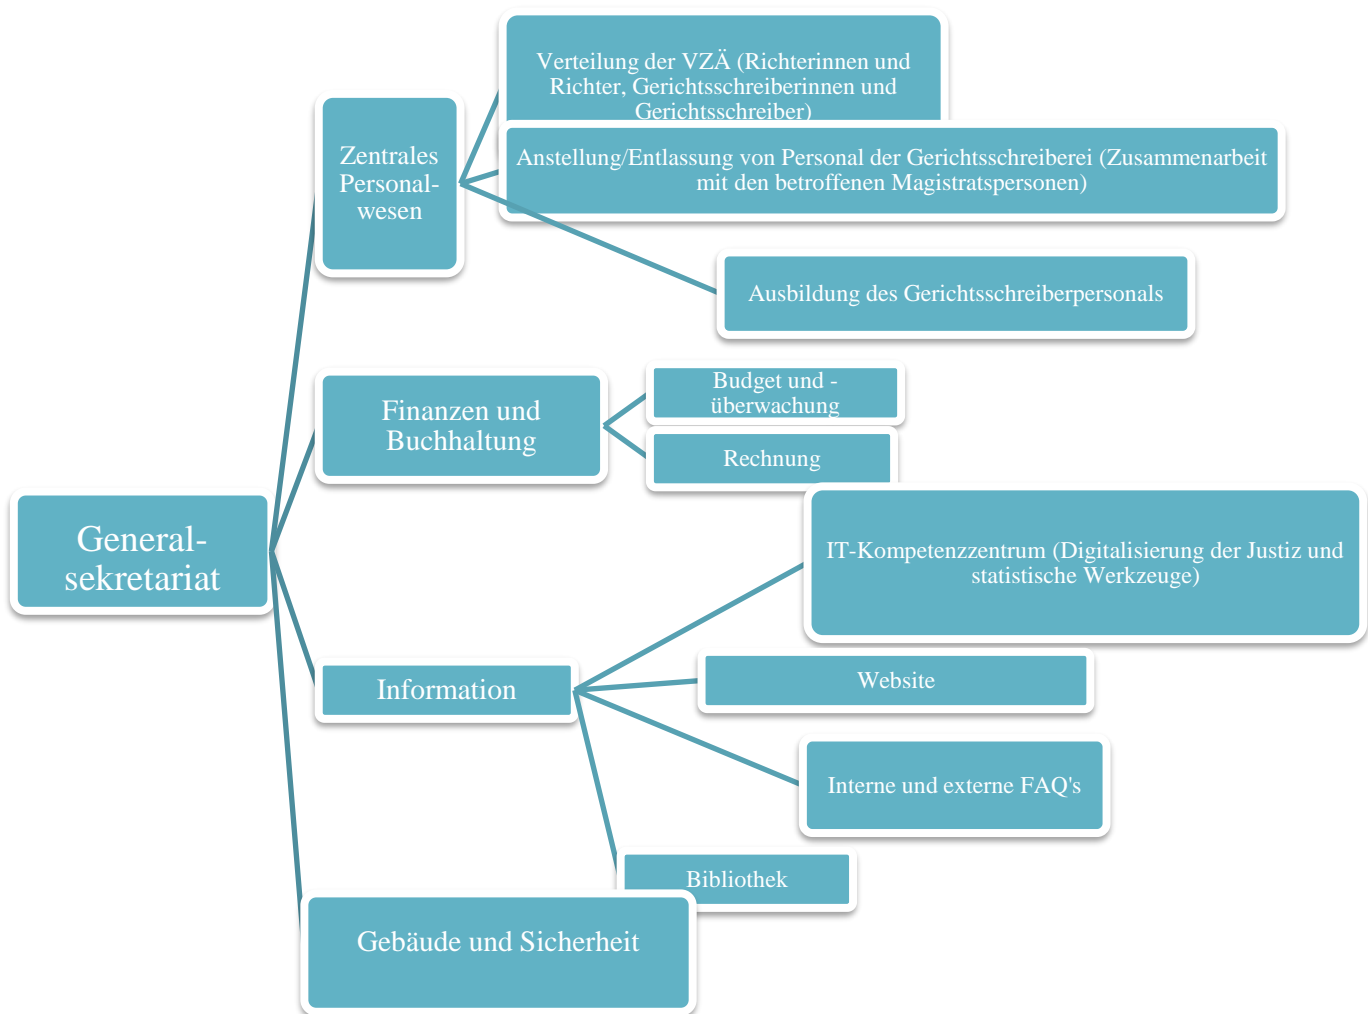 Verteilung der VZÄ (Richterinnen und
Richter, Gerichtsschreiberinnen und
Gerichtsschreiber)
Zentrales
Personal-
wesen
Anstellung/Entlassung von Personal der Gerichtsschreiberei (Zusammenarbeit
mit den betroffenen Magistratspersonen)
Ausbildung des Gerichtsschreiberpersonals
Finanzen und
Buchhaltung
Budget und -
überwachung
Rechnung
General-
sekretariat
IT-Kompetenzzentrum (Digitalisierung der Justiz und
statistische Werkzeuge)
Information
Website
Interne und externe FAQ's
Bibliothek
Gebäude und Sicherheit